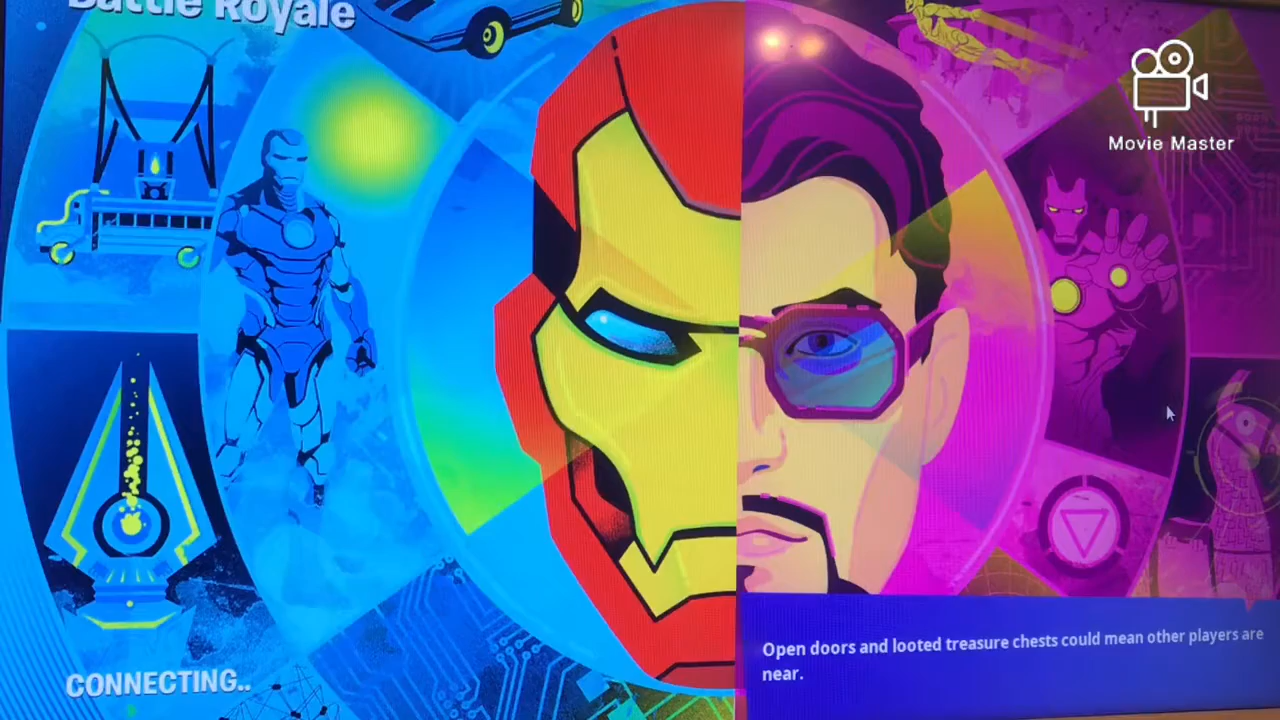 Battle Royale
Movie Master
Open doors and looted treasure chests could mean other players are
near.
CONNECTING..